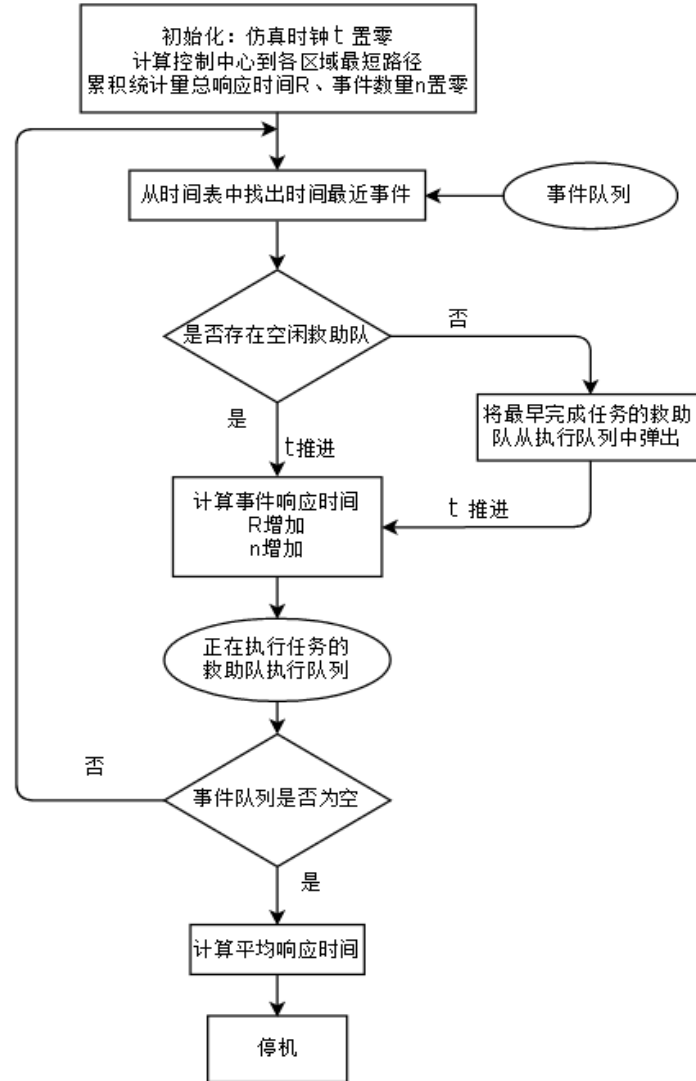 初始化：仿真时钟t 置零
计算控制中心到各区域最短路径
累积统计量总响应时间R、事件数量n置零
从时间表中找出时间最近事件
事件队列
是否存在空闲救助队
否
是
将最早完成任务的救助
队从执行队列中弹出
t推进
计算事件响应时间
R增加
n增加
t 推进
正在执行任务的
救助队执行队列
否
事件队列是否为空
是
计算平均响应时间
停机